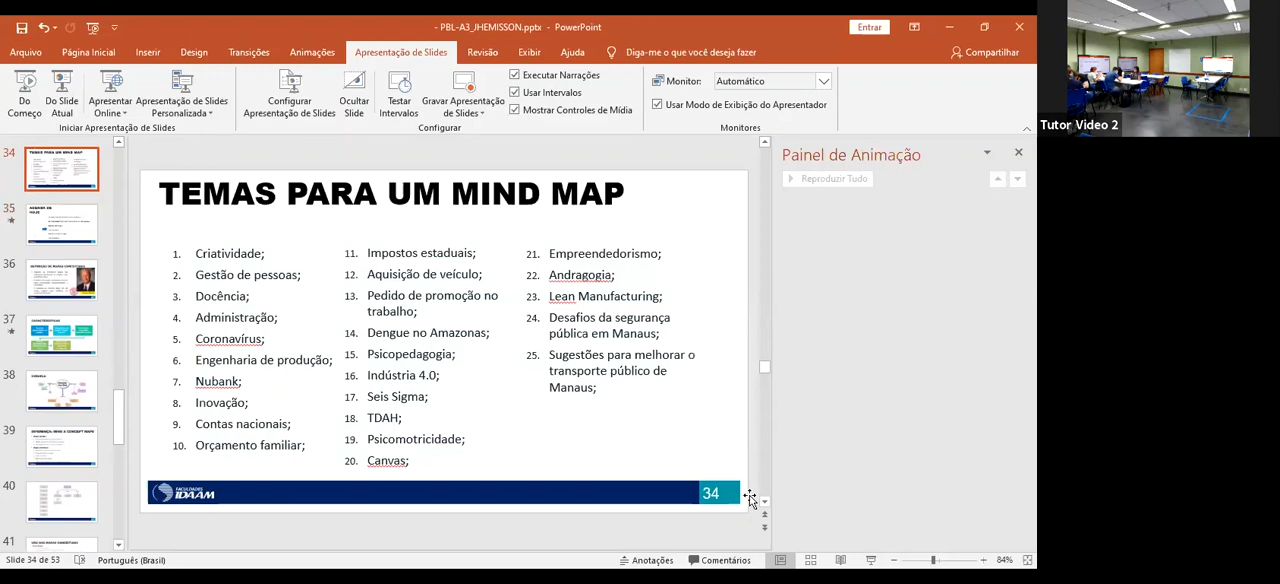 - PBL-A3_JHEMISSON.pptx - PowerPoint
Entrar
Arquivo Página Inicial Inserir Design Transições Animações Apresentação de Slides Revisão Exibir Ajuda Diga-me o que você deseja fazer Compartilhar
Do Começo
Do Slide Atual
Apresentar Online
Apresentação de Slides Personalizada
Iniciar Apresentação de Slides
Configurar Apresentação de Slides
Ocultar Slide
Testar Intervalos
Gravar Apresentação de Slides
Executar Narrações
Usar Intervalos
Mostrar Controles de Mídia
Configurar
Monitor: Automático
Usar Modo de Exibição do Apresentador
Monitores
Tutor Video 2
34
35
36
37
38
39
40
41
TEMAS PARA UM MIND MAP
1. Criatividade;
2. Gestão de pessoas;
3. Docência;
4. Administração;
5. Coronavírus;
6. Engenharia de produção;
7. Nubank;
8. Inovação;
9. Contas nacionais;
10. Orçamento familiar;
11. Impostos estaduais;
12. Aquisição de veículo;
13. Pedido de promoção no
trabalho;
14. Dengue no Amazonas;
15. Psicopedagogia;
16. Indústria 4.0;
17. Seis Sigma;
18. TDAH;
19. Psicomotricidade;
20. Canvas;
21. Empreendedorismo;
22. Andragogia;
23. Lean Manufacturing;
24. Desafios da segurança
pública em Manaus;
25. Sugestões para melhorar o
transporte público de
Manaus;
FACULDADES
IDAAM
34
Painel de Animação
Reproduzir Tudo
Slide 34 de 53 Português (Brasil) Anotações Comentários 84%